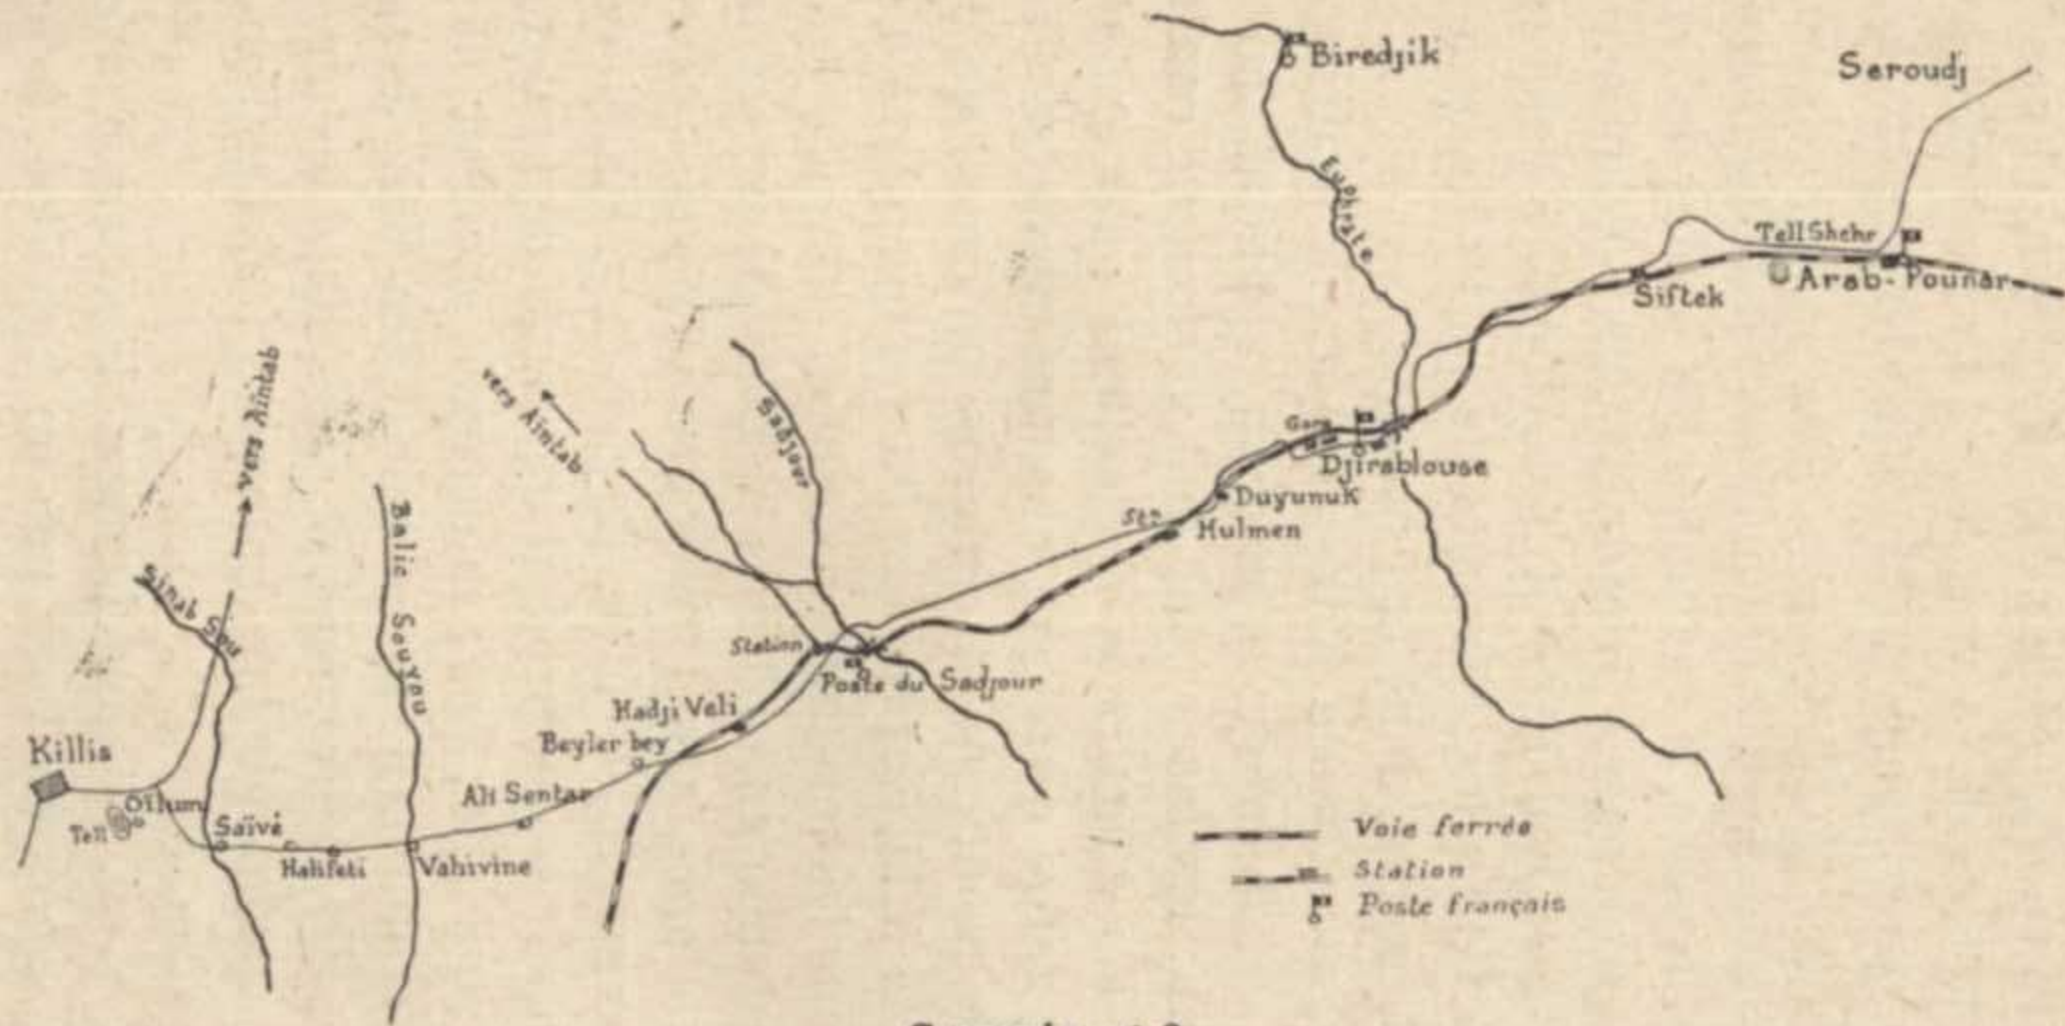 Biredjik
Seroudj
Euphrate
Tell Shehr
Arab-Pounar
Siftek
vers Aïntab
vers Aïntab
Sadjour
Gare
Djirablouse
Duyunuk
Stn
Hulmen
Balic Souyou
Sinab Sou
Station
Poste du Sadjour
Hadji Veli
Beyler bey
Killis
Ali Sentar
Oïlum
Tell
Saïvé
Halifeti
Vahivine
Voie ferrée
Station
Poste français